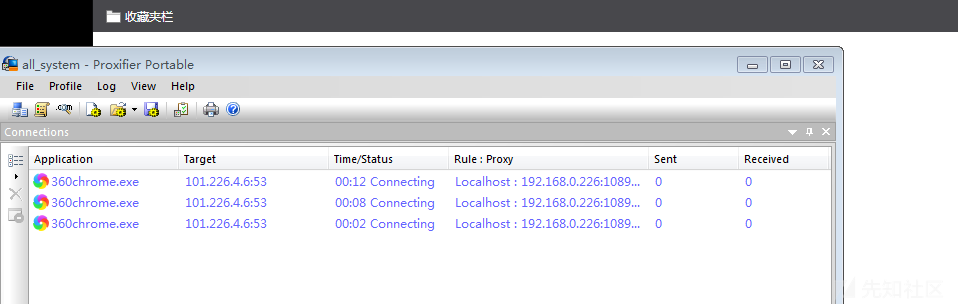 收藏夹栏
all_system - Proxifier Portable
File Profile Log View Help
.com
Connections
Application Target Time/Status Rule : Proxy Sent Received
360chrome.exe 101.226.4.6:53 00:12 Connecting Localhost : 192.168.0.226:1089... 0 0
360chrome.exe 101.226.4.6:53 00:08 Connecting Localhost : 192.168.0.226:1089... 0 0
360chrome.exe 101.226.4.6:53 00:02 Connecting Localhost : 192.168.0.226:1089... 0 0
先知社区